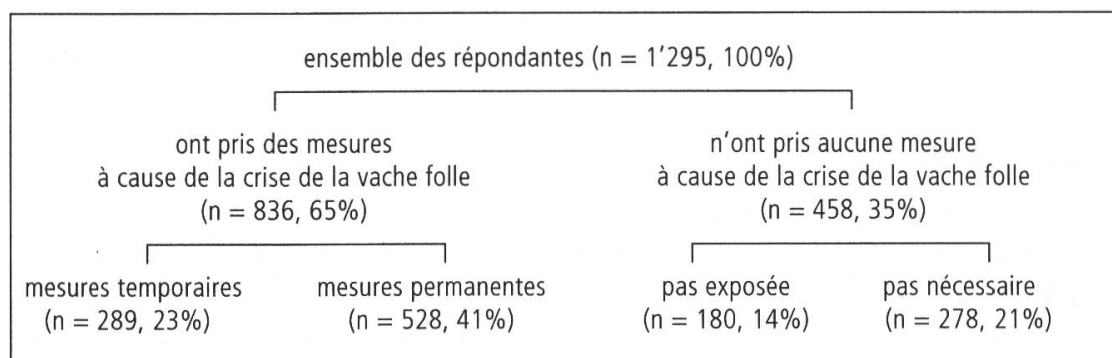 ensemble des répondantes (n = 1’295, 100%)
ont pris des mesures
à cause de la crise de la vache folle
(n = 836, 65%)
n’ont pris aucune mesure
à cause de la crise de la vache folle
(n = 458, 35%)
mesures temporaires
(n = 289, 23%)
mesures permanentes
(n = 528, 41%)
pas exposée
(n = 180, 14%)
pas nécessaire
(n = 278, 21%)